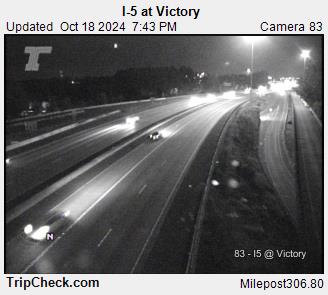 I-5 at Victory
Updated Oct 18 2024 7:43 PM Camera 83
T
N
83 - I5 @ Victory
TripCheck.com Milepost306.80